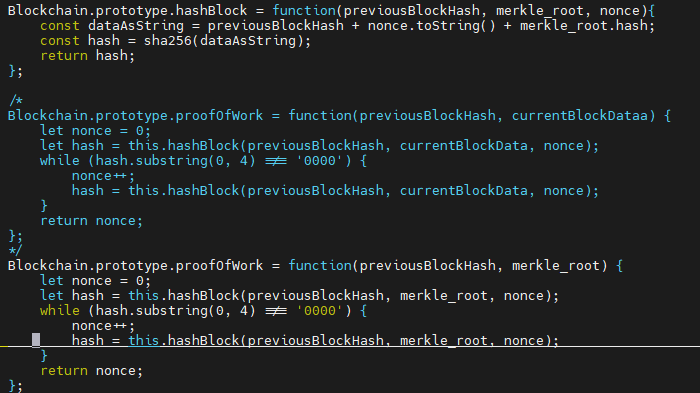 Blockchain.prototype.hashBlock = function(previousBlockHash, merkle_root, nonce){
    const dataAsString = previousBlockHash + nonce.toString() + merkle_root.hash;
    const hash = sha256(dataAsString);
    return hash;
};
/*
Blockchain.prototype.proofOfWork = function(previousBlockHash, currentBlockDataa) {
    let nonce = 0;
    let hash = this.hashBlock(previousBlockHash, currentBlockData, nonce);
    while (hash.substring(0, 4) !== '0000') {
        nonce++;
        hash = this.hashBlock(previousBlockHash, currentBlockData, nonce);
    }
    return nonce;
};
*/
Blockchain.prototype.proofOfWork = function(previousBlockHash, merkle_root) {
    let nonce = 0;
    let hash = this.hashBlock(previousBlockHash, merkle_root, nonce);
    while (hash.substring(0, 4) !== '0000') {
        nonce++;
        hash = this.hashBlock(previousBlockHash, merkle_root, nonce);
    }
    return nonce;
};